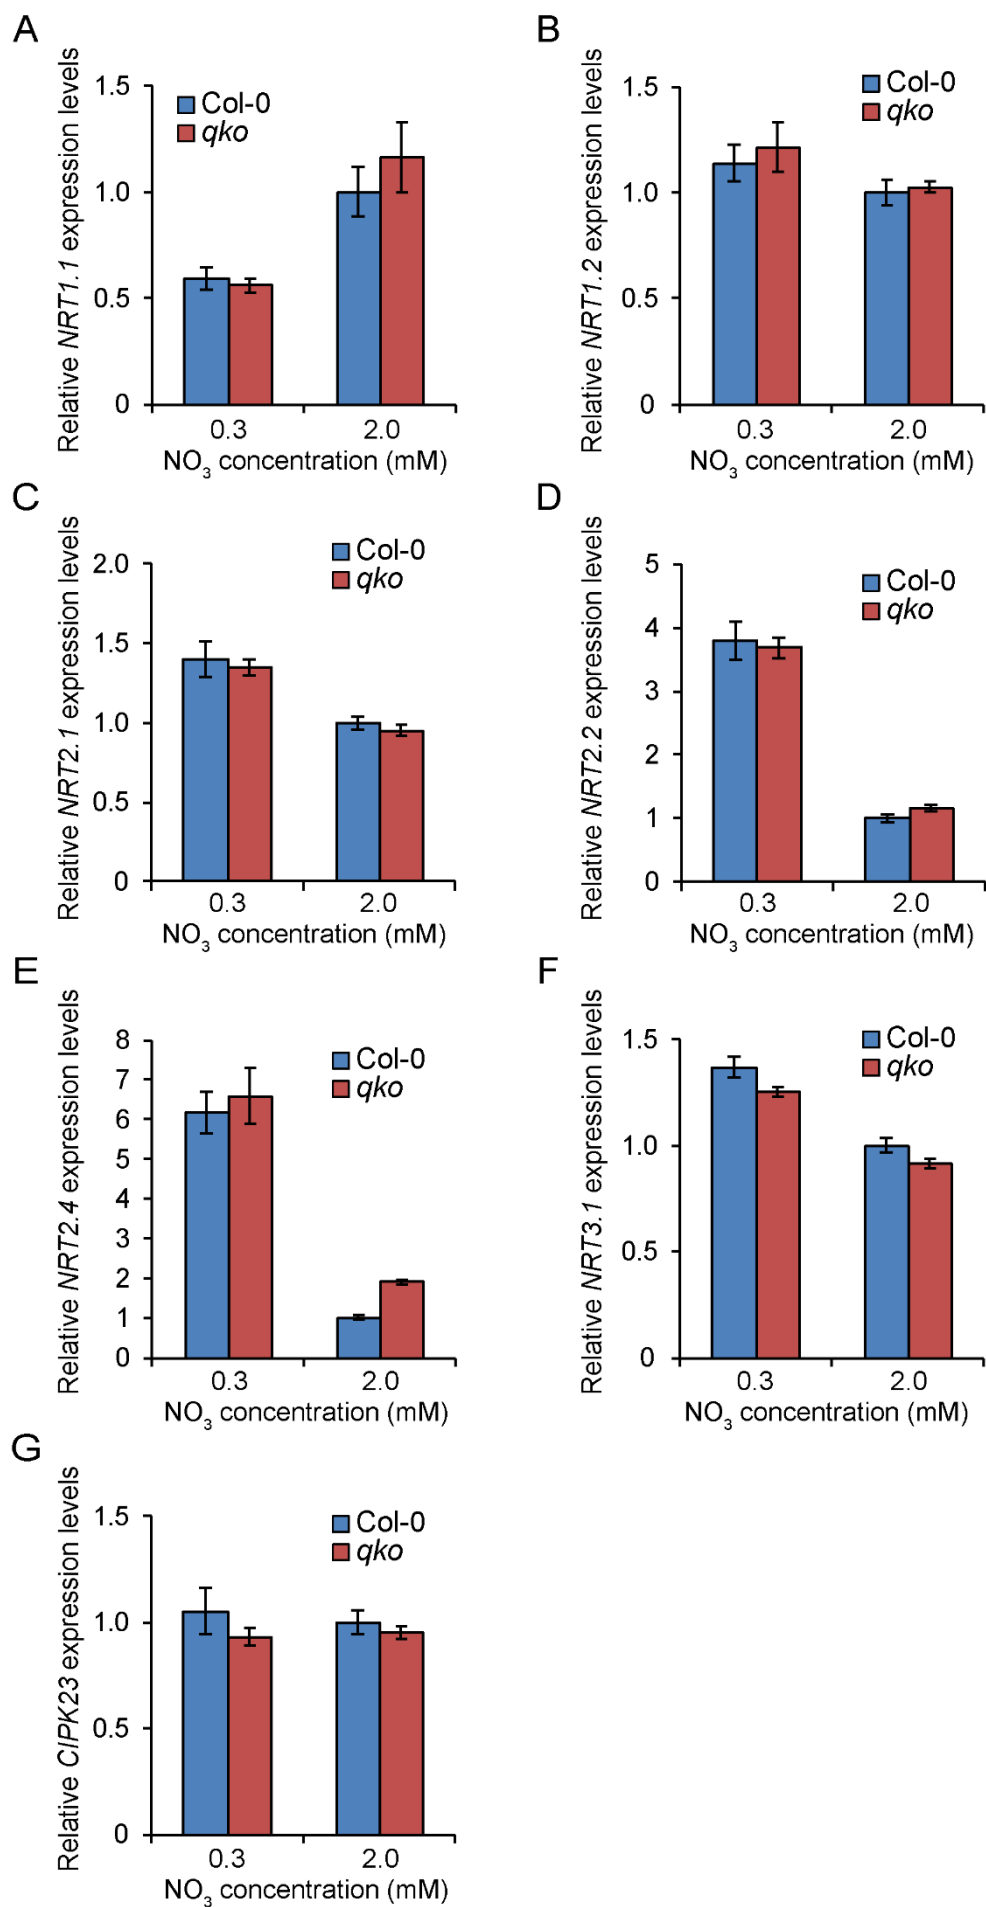 A
Relative NRT1.1 expression levels
1.5
1.0
0.5
0
Col-0
qko
0.3
2.0
NO3 concentration (mM)
B
Relative NRT1.2 expression levels
1.5
1.0
0.5
0
Col-0
qko
0.3
2.0
NO3 concentration (mM)
C
Relative NRT2.1 expression levels
2.0
1.5
1.0
0.5
0
Col-0
qko
0.3
2.0
NO3 concentration (mM)
D
Relative NRT2.2 expression levels
5
4
3
2
1
0
Col-0
qko
0.3
2.0
NO3 concentration (mM)
E
Relative NRT2.4 expression levels
8
7
6
5
4
3
2
1
0
Col-0
qko
0.3
2.0
NO3 concentration (mM)
F
Relative NRT3.1 expression levels
1.5
1.0
0.5
0
Col-0
qko
0.3
2.0
NO3 concentration (mM)
G
Relative CIPK23 expression levels
1.5
1.0
0.5
0
Col-0
qko
0.3
2.0
NO3 concentration (mM)